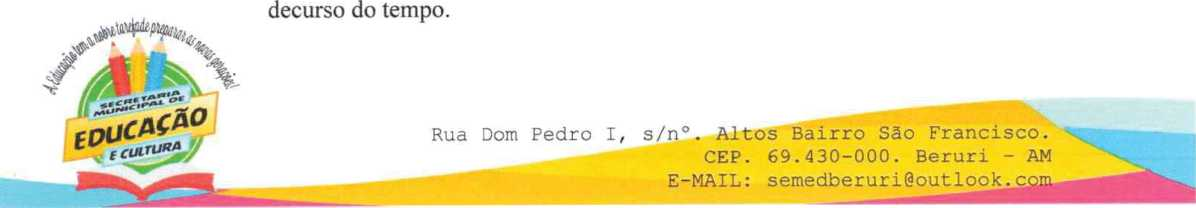 decurso do tempo.
A Educação tem a nobre tarefa de preparar as novas gerações!
SECRETARIA
MUNICIPAL DE
EDUCAÇÃO
E CULTURA
Rua Dom Pedro I, s/nº. Altos Bairro São Francisco.
CEP. 69.430-000. Beruri - AM
E-MAIL: semedberuri@outlook.com